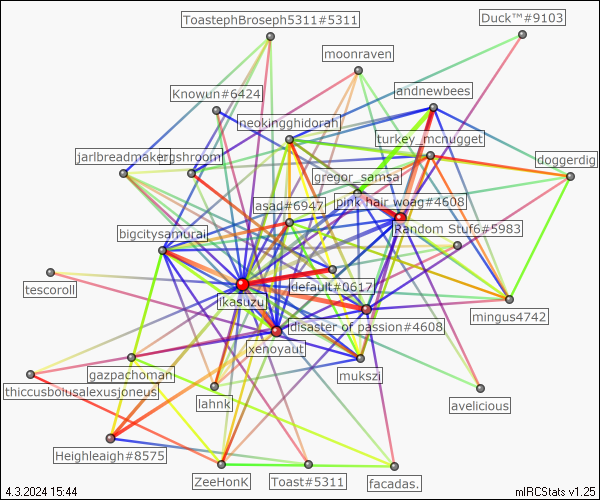 ToastephBroseph5311#5311
Duck™#9103
moonraven
Knowun#6424
andnewbees
neokingghidorah
turkey_mcnugget
jarlbreadmaker
rgshroom
doggerdig
gregor_samsa
asad#6947
pink hair woag#4608
Random Stuf6#5983
bigcitysamurai
tescoroll
default#0617
ikasuzu
mingus4742
disaster of passion#4608
xenoyaut
gazpachoman
mukszi
thiccusboiusalexusjoneus
lahnk
avelicious
Heighleaigh#8575
ZeeHonK
Toast#5311
facadas.
4.3.2024 15:44
mIRCStats v1.25